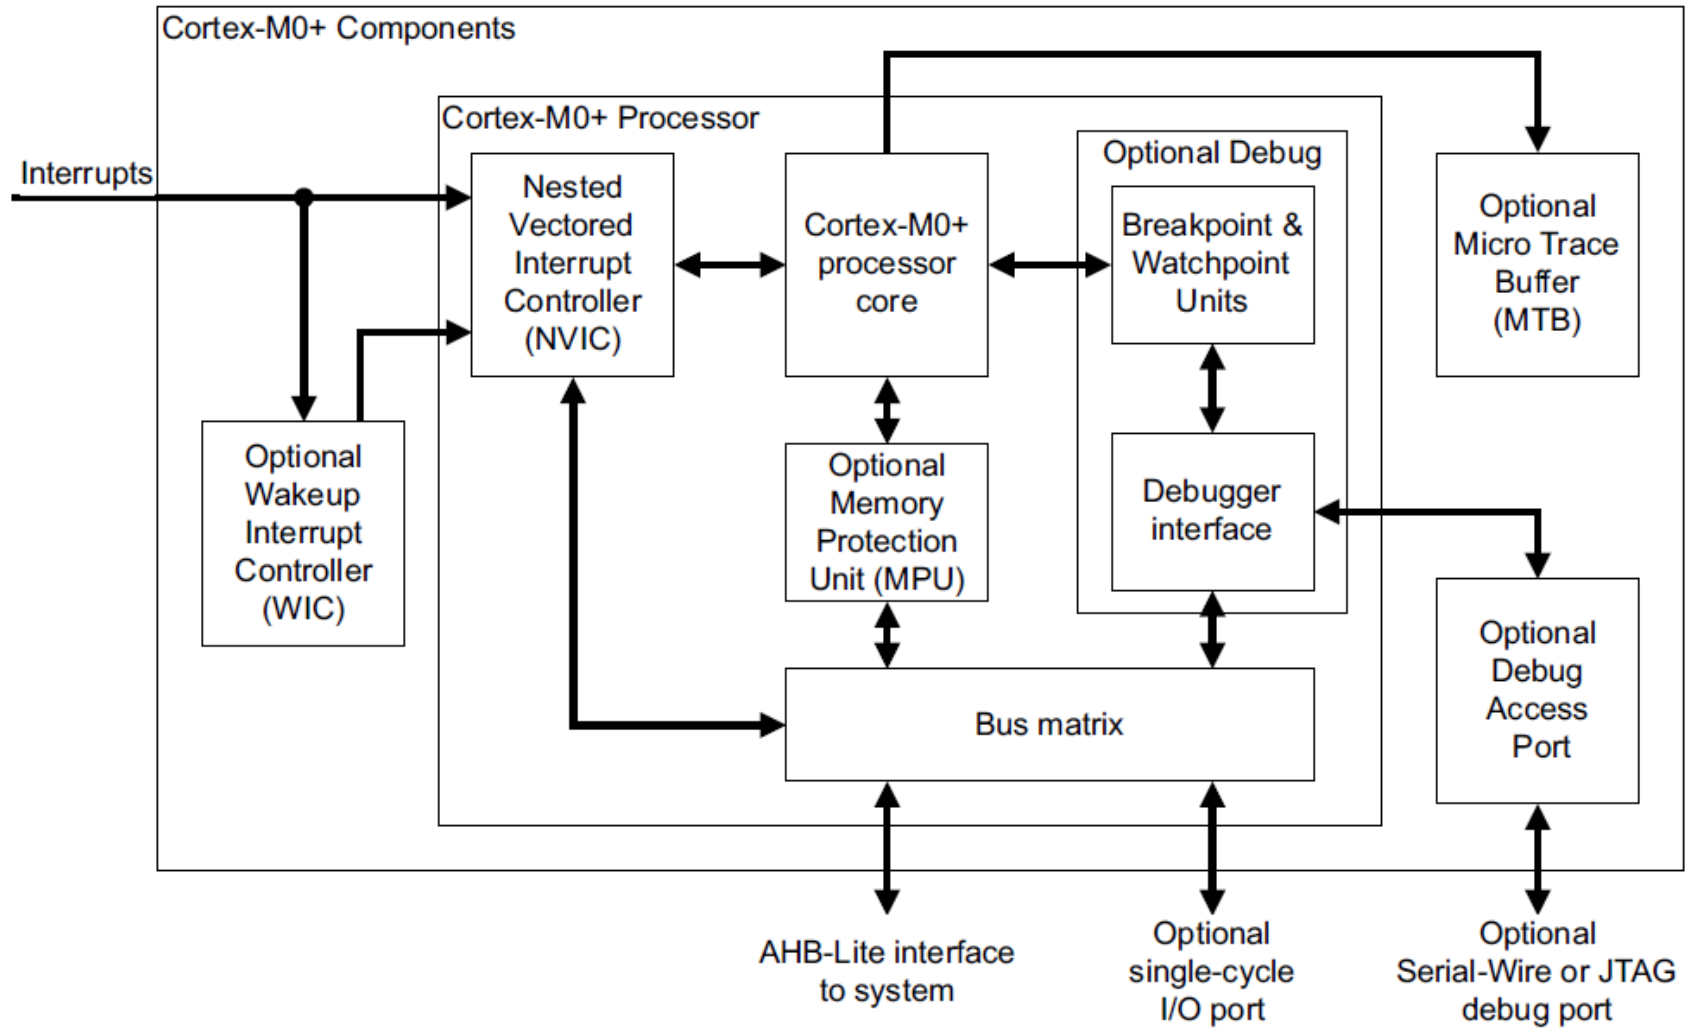 Cortex-M0+ Components
Cortex-M0+ Processor
Interrupts
Nested
Vectored
Interrupt
Controller
(NVIC)
Cortex-M0+
processor
core
Optional Debug
Breakpoint &
Watchpoint
Units
Optional
Micro Trace
Buffer
(MTB)
Optional
Wakeup
Interrupt
Controller
(WIC)
Optional
Memory
Protection
Unit (MPU)
Debugger
interface
Optional
Debug
Access
Port
Bus matrix
AHB-Lite interface
to system
Optional
single-cycle
I/O port
Optional
Serial-Wire or JTAG
debug port